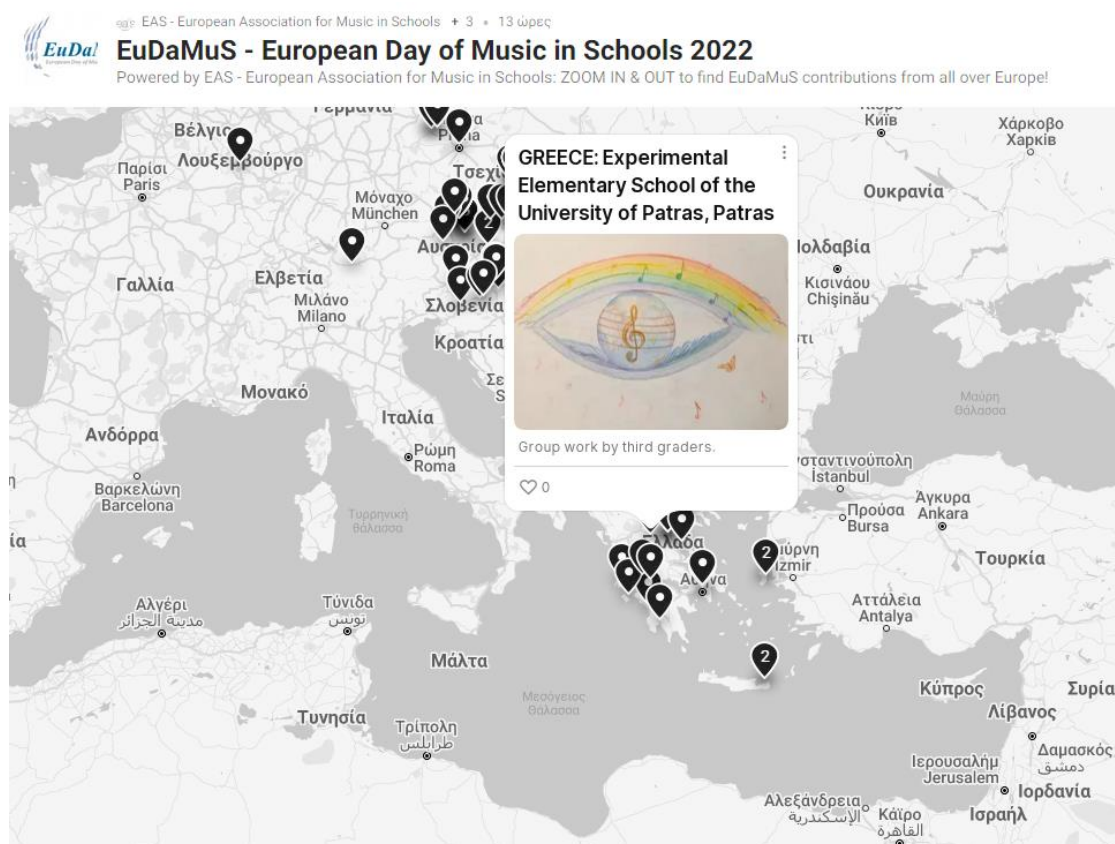 EAS - European Association for Music in Schools + 3 • 13 ώρες
EuDaMuS - European Day of Music in Schools 2022
Powered by EAS - European Association for Music in Schools: ZOOM IN & OUT to find EuDaMuS contributions from all over Europe!
Βέλγιο
Λουξεμβούργο
Παρίσι
Paris
Μόναχο
München
Κίεβο
Київ
Χάρκοβο
Харків
Ουκρανία
GREECE: Experimental
Elementary School of the
University of Patras, Patras
Γαλλία
Ελβετία
Μιλάνο
Milano
Σλοβενία
Κροατία
Κισινάου
Chișinău
Μονακό
Ιταλία
Ανδόρρα
Ρώμη
Roma
Βαρκελώνη
Barcelona
Τυρρηνική
θάλασσα
Μαύρη
Θάλασσα
Group work by third graders.
0
İstanbul
Άγκυρα
Ankara
Προύσα
Bursa
Ελλάδα
2
Τουρκία
Αλγέρι
مدينة الجزائر
Τύνιδα
تونس
Αττάλεια
Antalya
Μάλτα
2
Μεσόγειος
Θάλασσα
Κύπρος
Συρία
Λίβανος
Τυνησία
Τρίπολη
طرابلس
Δαμασκός
دمشق
Ιερουσαλήμ
Jerusalem
Ιορδανία
Αλεξάνδρεια
الإسكندرية
Κάιρο
القاهرة
Ισραήλ